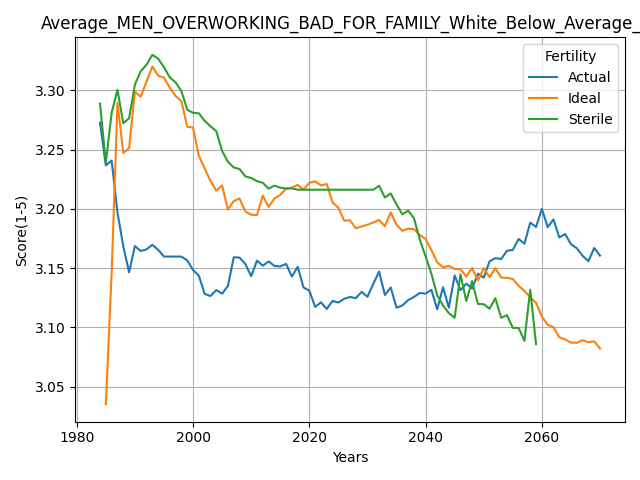 Average_MEN_OVERWORKING_BAD_FOR_FAMILY_White_Below_Average_
Fertility
Actual
Ideal
Sterile
Score(1-5)
3.30
3.25
3.20
3.15
3.10
3.05
1980
2000
2020
2040
2060
Years